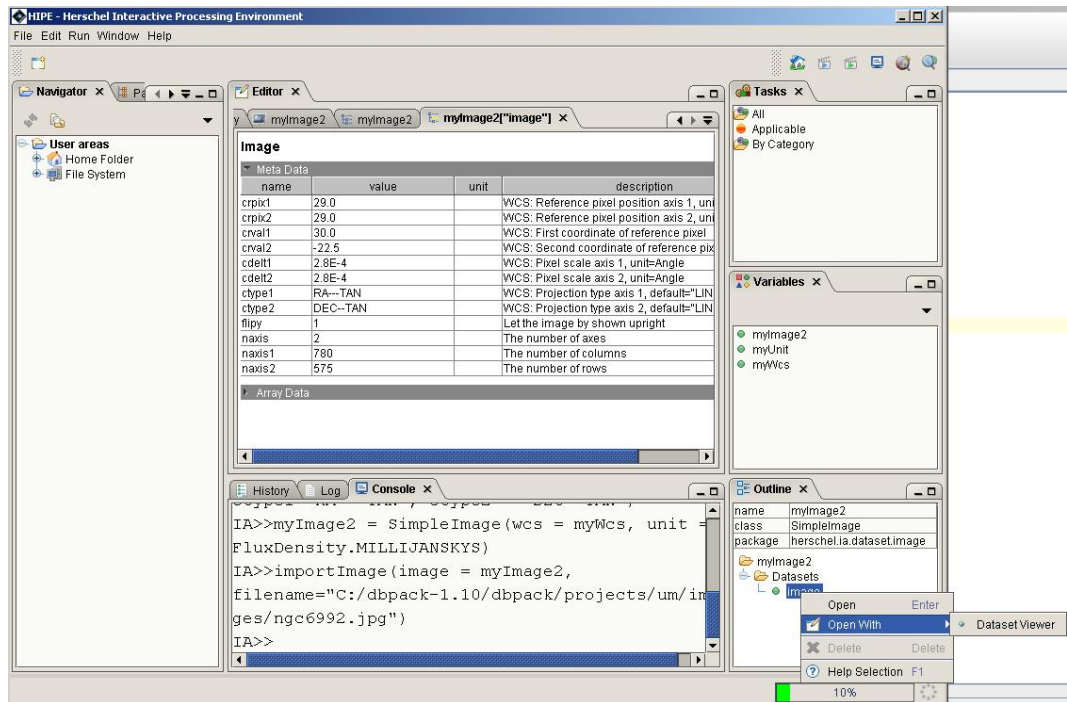 HIPE - Herschel Interactive Processing Environment
File Edit Run Window Help
Navigator
Editor
Tasks
myImage2 myImage2 myImage2["image"]
All
Applicable
By Category
User areas
Home Folder
File System
Image
Meta Data
name value unit description
crpix1 29.0 WCS: Reference pixel position axis 1, uni
crpix2 29.0 WCS: Reference pixel position axis 2, uni
crval1 30.0 WCS: First coordinate of reference pixel
crval2 -22.5 WCS: Second coordinate of reference pix
cdelt1 2.8E-4 WCS: Pixel scale axis 1, unit=Angle
cdelt2 2.8E-4 WCS: Pixel scale axis 2, unit=Angle
ctype1 RA---TAN WCS: Projection type axis 1, default="LIN
ctype2 DEC--TAN WCS: Projection type axis 2, default="LIN
flipy 1 Let the image by shown upright
naxis 2 The number of axes
naxis1 780 The number of columns
naxis2 575 The number of rows
Array Data
Variables
myImage2
myUnit
myWcs
History Log Console
IA>>myImage2 = SimpleImage(wcs = myWcs, unit =
FluxDensity.MILLIJANSKYS)
IA>>importImage(image = myImage2,
filename="C:/dbpack-1.10/dbpack/projects/um/im
ges/ngc6992.jpg")
IA>>
Outline
name myImage2
class SimpleImage
package herschel.ia.dataset.image
myImage2
Datasets
image
Open Enter
Open With Dataset Viewer
Delete Delete
Help Selection F1
10%